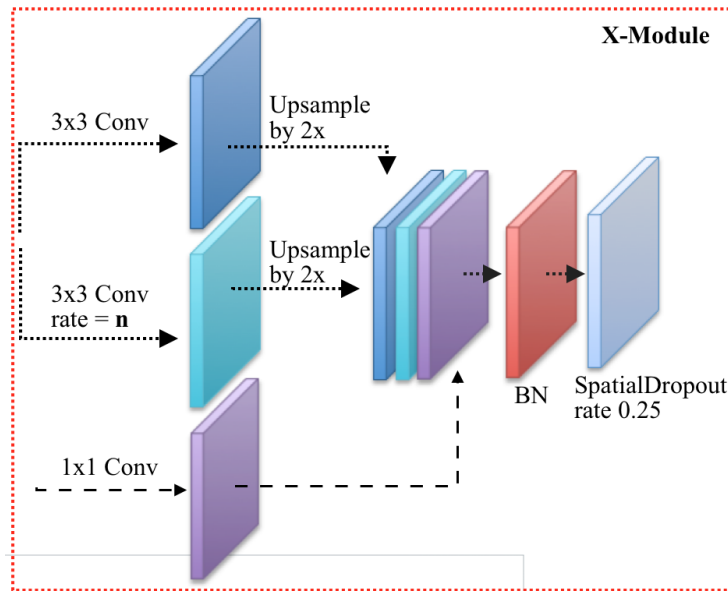 X-Module
3x3 Conv
Upsample
by 2x
3x3 Conv
rate = n
Upsample
by 2x
1x1 Conv
BN
SpatialDropout
rate 0.25